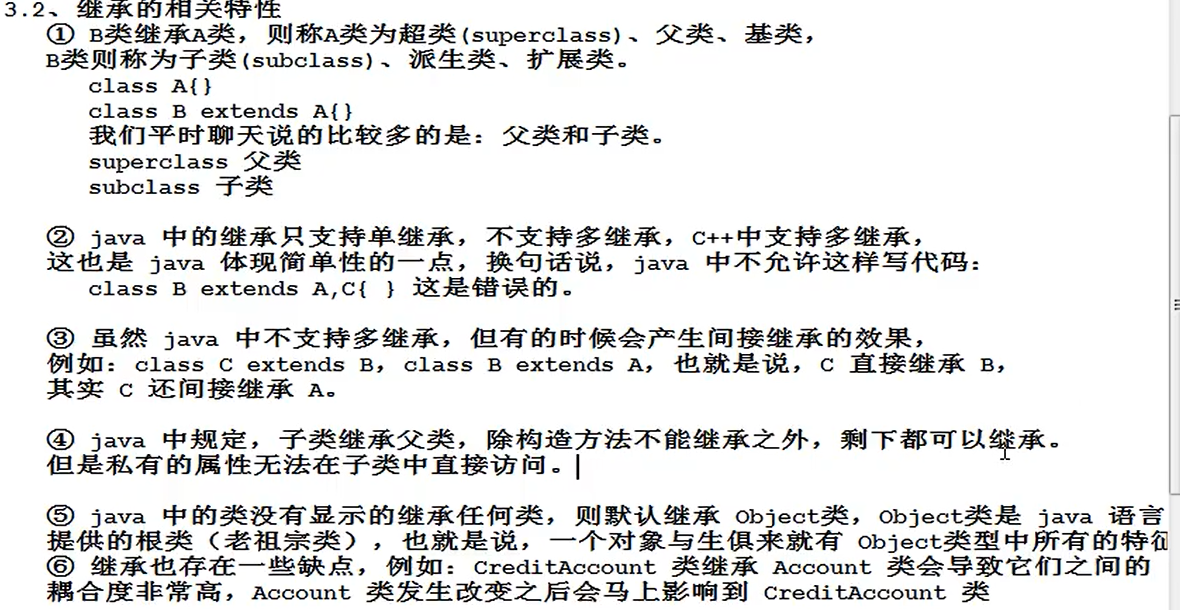 3.2、继承的相关特性
① B类继承A类，则称A类为超类(superclass)、父类、基类，
B类则称为子类(subclass)、派生类、扩展类。
class A{}
class B extends A{}
我们平时聊天说的比较多的是：父类和子类。
superclass 父类
subclass 子类
② java 中的继承只支持单继承，不支持多继承，C++中支持多继承，
这也是 java 体现简单性的一点，换句话说，java 中不允许这样写代码：
class B extends A,C{ } 这是错误的。
③ 虽然 java 中不支持多继承，但有的时候会产生间接继承的效果，
例如：class C extends B，class B extends A，也就是说，C 直接继承 B，
其实 C 还间接继承 A。
④ java 中规定，子类继承父类，除构造方法不能继承之外，剩下都可以继承。
但是私有的属性无法在子类中直接访问。
⑤ java 中的类没有显示的继承任何类，则默认继承 Object类，Object类是 java 语言
提供的根类（老祖宗类），也就是说，一个对象与生俱来就有 Object类型中所有的特征
⑥ 继承也存在一些缺点，例如：CreditAccount 类继承 Account 类会导致它们之间的
耦合度非常高，Account 类发生改变之后会马上影响到 CreditAccount 类